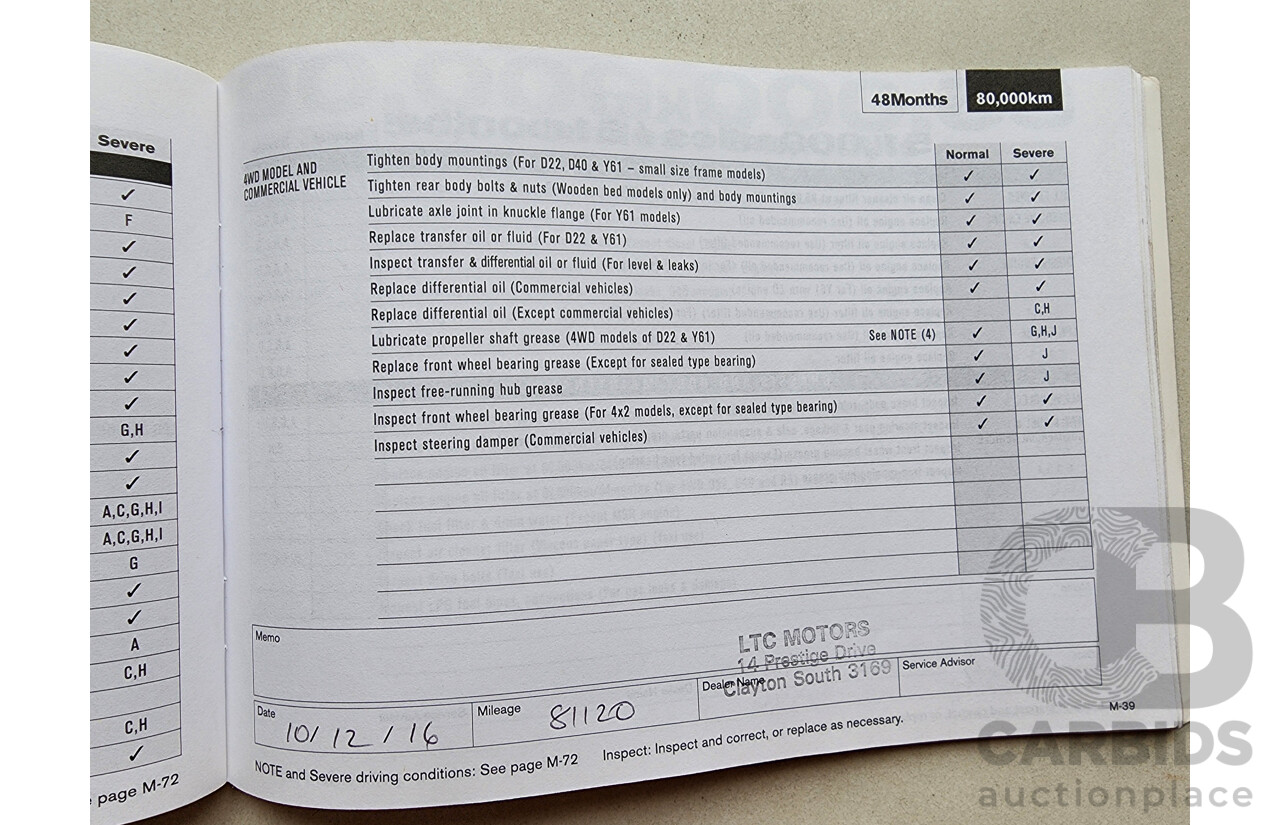 Severe
✓
F
✓
✓
✓
✓
✓
✓
✓
G,H
✓
✓
A,C,G,H,I
A,C,G,H,I
G
✓
✓
A
C,H
C,H
✓
page M-72
48Months 80,000km
Normal Severe
4WD MODEL AND
COMMERCIAL VEHICLE
Tighten body mountings (For D22, D40 & Y61 – small size frame models) ✓ ✓
Tighten rear body bolts & nuts (Wooden bed models only) and body mountings ✓ ✓
Lubricate axle joint in knuckle flange (For Y61 models) ✓ ✓
Replace transfer oil or fluid (For D22 & Y61) ✓ ✓
Inspect transfer & differential oil or fluid (For level & leaks) ✓ ✓
Replace differential oil (Commercial vehicles) ✓ ✓
Replace differential oil (Except commercial vehicles) C,H
Lubricate propeller shaft grease (4WD models of D22 & Y61) See NOTE (4) ✓ G,H,J
Replace front wheel bearing grease (Except for sealed type bearing) ✓ J
Inspect free-running hub grease ✓ J
Inspect front wheel bearing grease (For 4x2 models, except for sealed type bearing) ✓ ✓
Inspect steering damper (Commercial vehicles) ✓ ✓
Memo
LTC MOTORS
14 Prestige Drive
Clayton South 3169
Date 10/12/16
Mileage 81120
Dealer Name
Service Advisor
M-39
NOTE and Severe driving conditions: See page M-72 Inspect: Inspect and correct, or replace as necessary.
CARBIDS
auctionplace